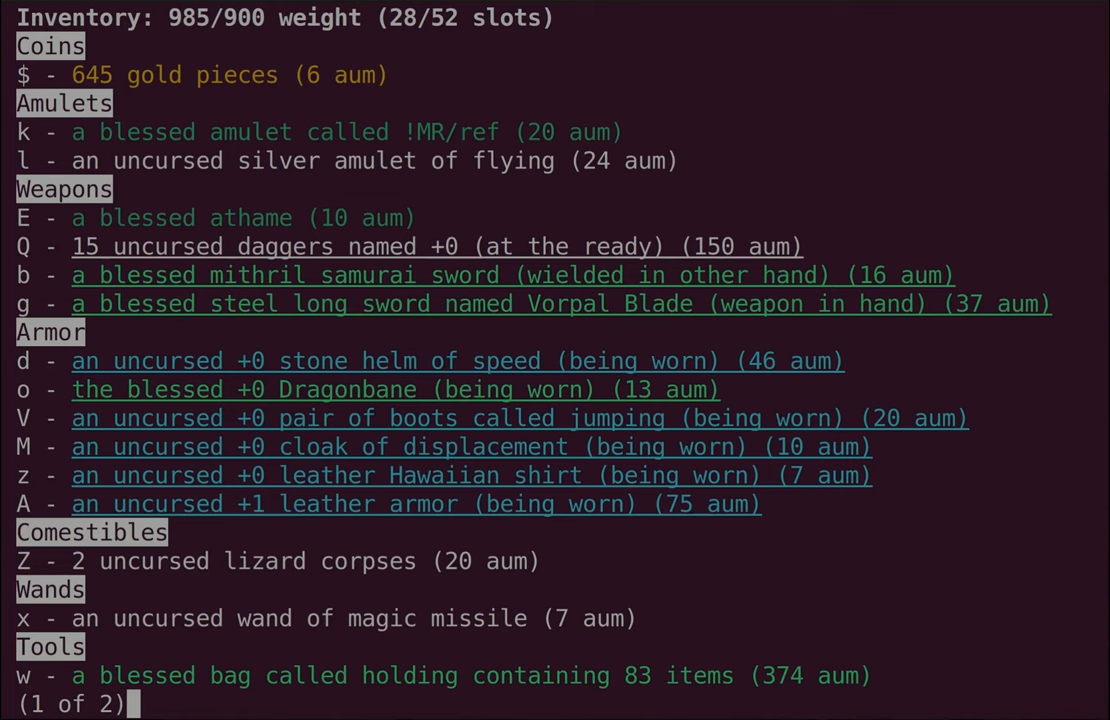 Inventory: 985/900 weight (28/52 slots)
Coins
$ - 645 gold pieces (6 aum)
Amulets
k - a blessed amulet called !MR/ref (20 aum)
l - an uncursed silver amulet of flying (24 aum)
Weapons
E - a blessed athame (10 aum)
Q - 15 uncursed daggers named +0 (at the ready) (150 aum)
b - a blessed mithril samurai sword (wielded in other hand) (16 aum)
g - a blessed steel long sword named Vorpal Blade (weapon in hand) (37 aum)
Armor
d - an uncursed +0 stone helm of speed (being worn) (46 aum)
o - the blessed +0 Dragonbane (being worn) (13 aum)
V - an uncursed +0 pair of boots called jumping (being worn) (20 aum)
M - an uncursed +0 cloak of displacement (being worn) (10 aum)
z - an uncursed +0 leather Hawaiian shirt (being worn) (7 aum)
A - an uncursed +1 leather armor (being worn) (75 aum)
Comestibles
Z - 2 uncursed lizard corpses (20 aum)
Wands
x - an uncursed wand of magic missile (7 aum)
Tools
w - a blessed bag called holding containing 83 items (374 aum)
(1 of 2)